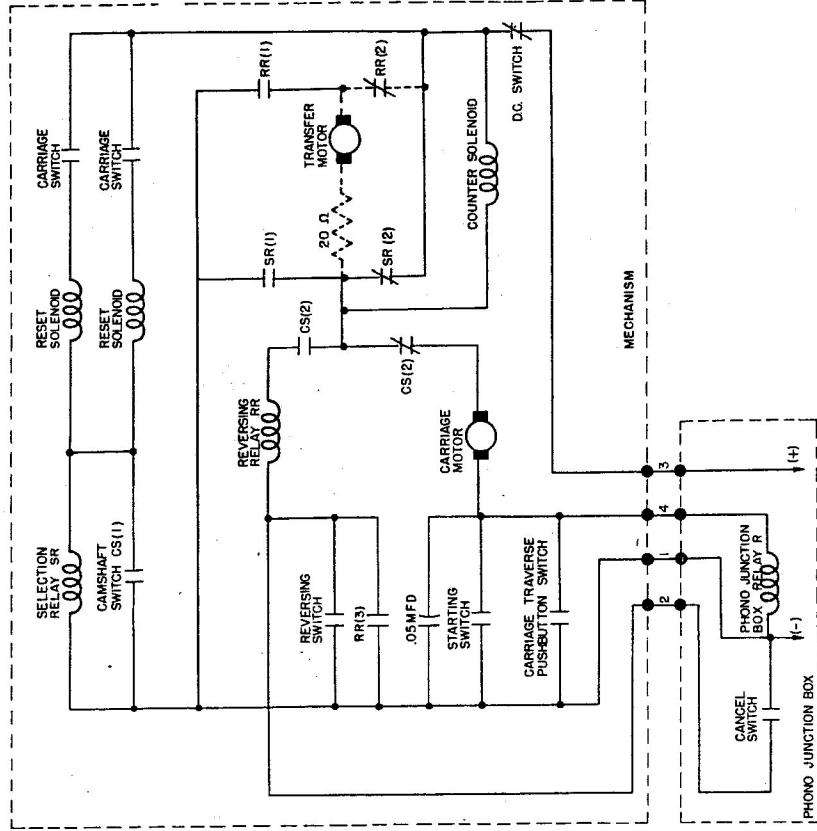 CARRIAGE
SWITCH
CARRIAGE
SWITCH
RESET
SOLENOID
RESET
SOLENOID
SELECTION
RELAY SR
CAMSHAFT
SWITCH CS(1)
RR(1)
RR(2)
TRANSFER
MOTOR
20 Ω
SR(1)
SR(2)
COUNTER SOLENOID
D.C. SWITCH
CS(2)
CS(2)
REVERSING
RELAY RR
CARRIAGE
MOTOR
MECHANISM
REVERSING
SWITCH
RR(3)
.05MFD
STARTING
SWITCH
CARRIAGE TRAVERSE
PUSHBUTTON SWITCH
3
4
1
2
(+)
PHONO JUNCTION
BOX RELAY R
(-)
CANCEL
SWITCH
PHONO JUNCTION BOX